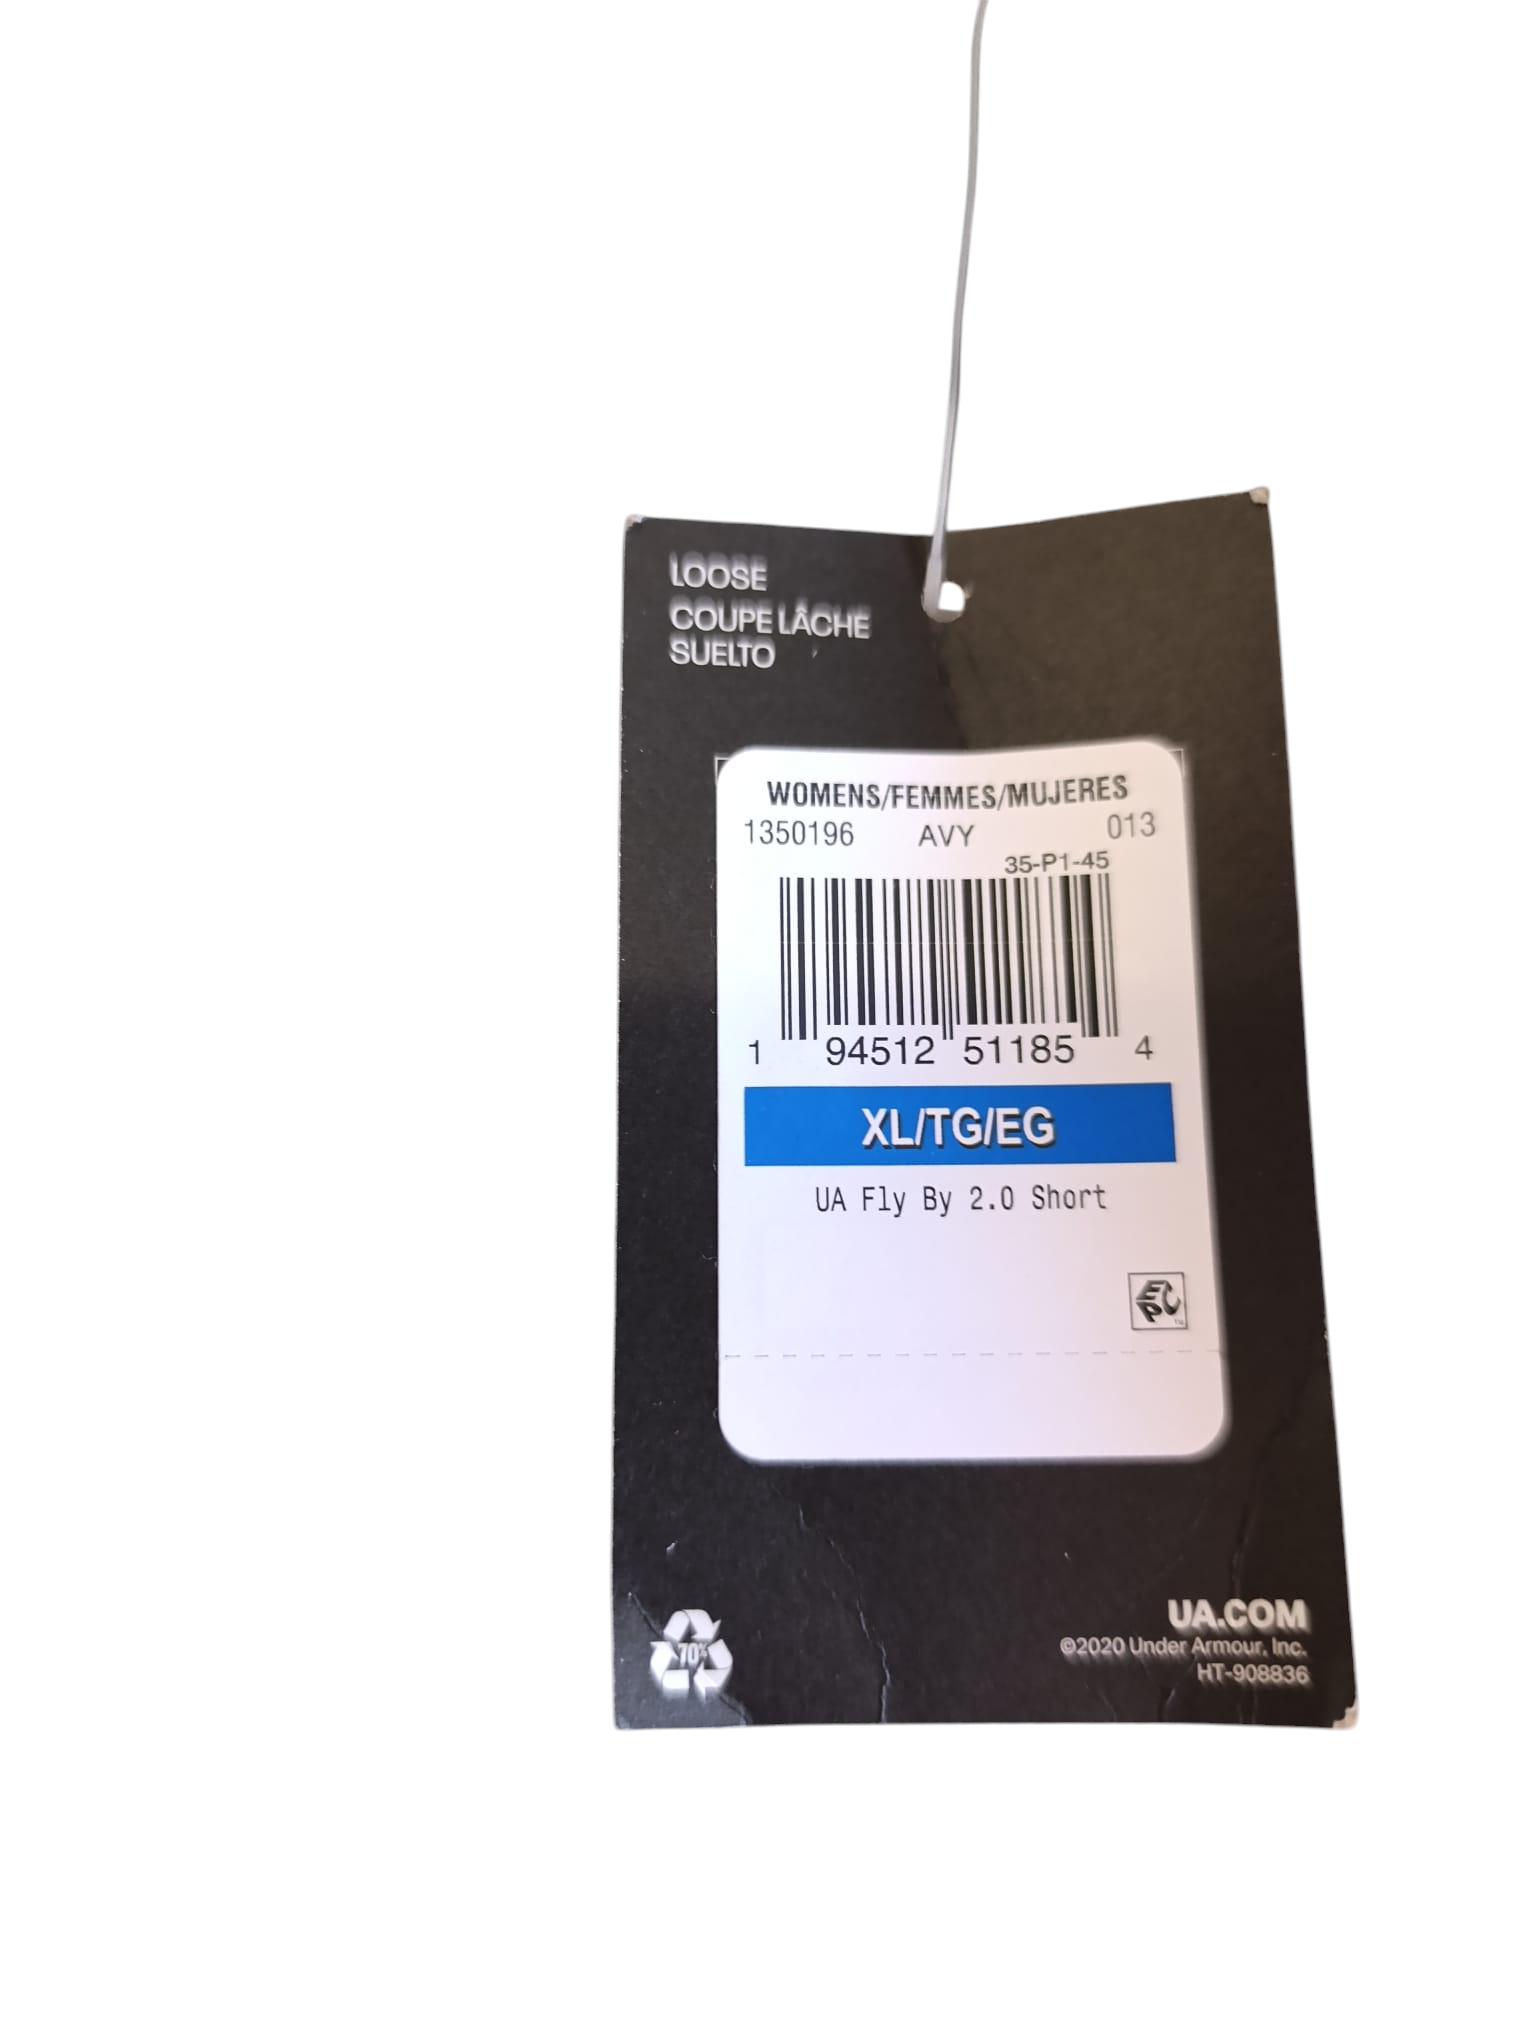 LOOSE
COUPE LÂCHE
SUELTO
WOMENS/FEMMES/MUJERES
1350196 AVY 013
35-P1-45
1 94512 51185 4
XL/TG/EG
UA Fly By 2.0 Short
EPC
70%
UA.COM
©2020 Under Armour, Inc.
HT-908836